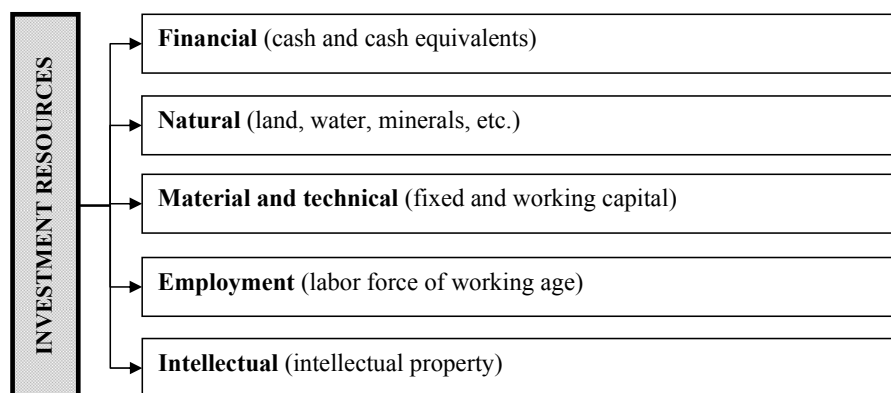 INVESTMENT RESOURCES
Financial (cash and cash equivalents)
Natural (land, water, minerals, etc.)
Material and technical (fixed and working capital)
Employment (labor force of working age)
Intellectual (intellectual property)